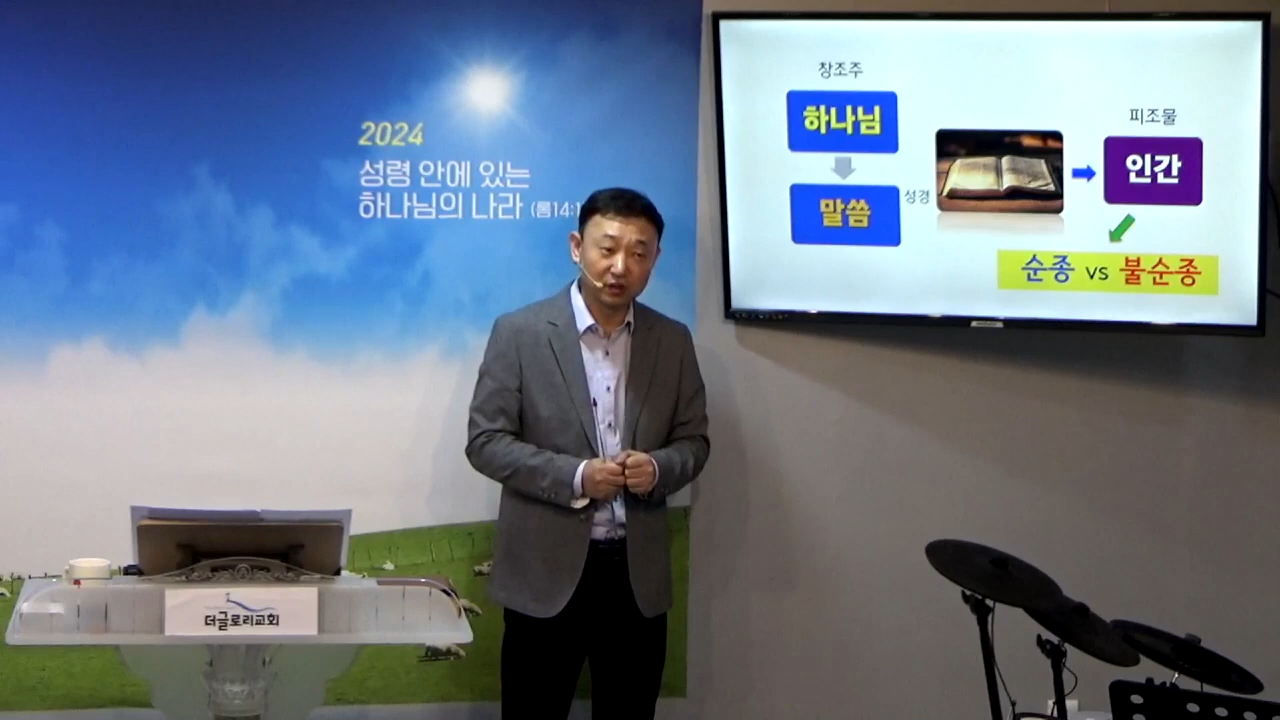 2024
성령 안에 있는
하나님의 나라 (롬14:1
더글로리교회
창조주
하나님
말씀
성경
피조물
인간
순종 vs 불순종